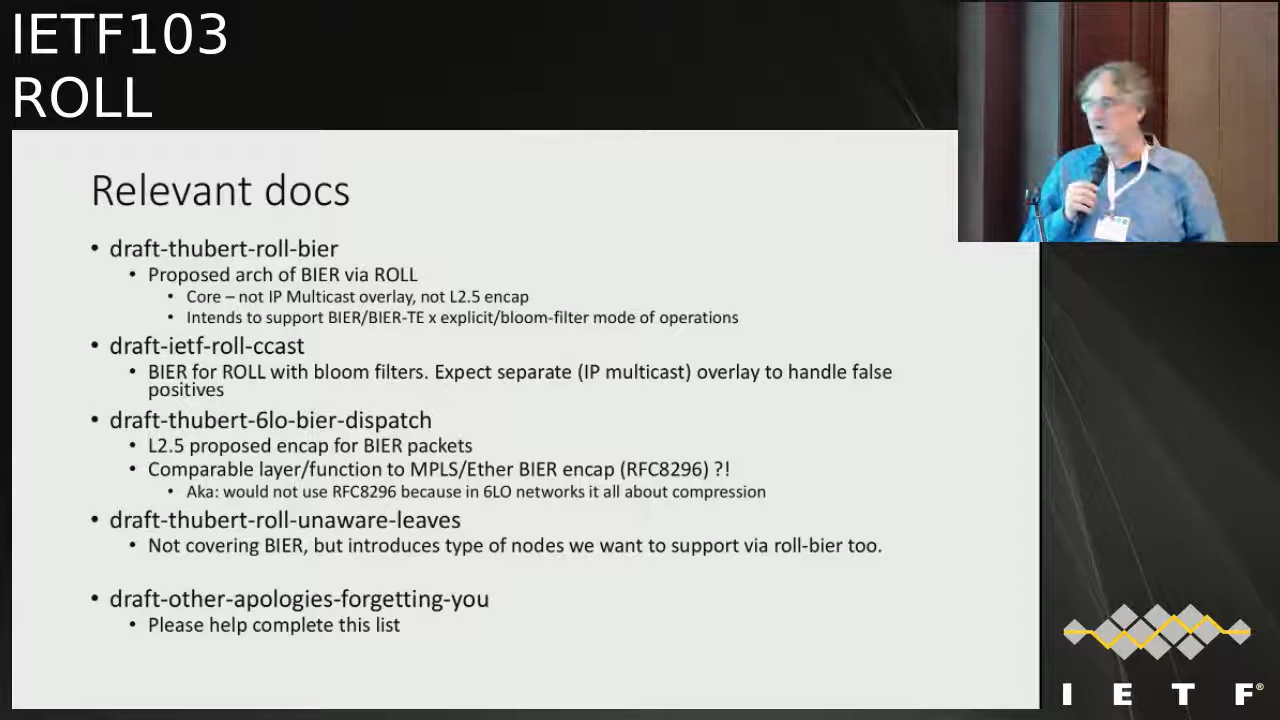 IETF103
ROLL
Relevant docs
• draft-thubert-roll-bier
• Proposed arch of BIER via ROLL
• Core – not IP Multicast overlay, not L2.5 encap
• Intends to support BIER/BIER-TE x explicit/bloom-filter mode of operations
• draft-ietf-roll-ccast
• BIER for ROLL with bloom filters. Expect separate (IP multicast) overlay to handle false
positives
• draft-thubert-6lo-bier-dispatch
• L2.5 proposed encap for BIER packets
• Comparable layer/function to MPLS/Ether BIER encap (RFC8296) ?!
• Aka: would not use RFC8296 because in 6LO networks it all about compression
• draft-thubert-roll-unaware-leaves
• Not covering BIER, but introduces type of nodes we want to support via roll-bier too.
• draft-other-apologies-forgetting-you
• Please help complete this list
I E T F®